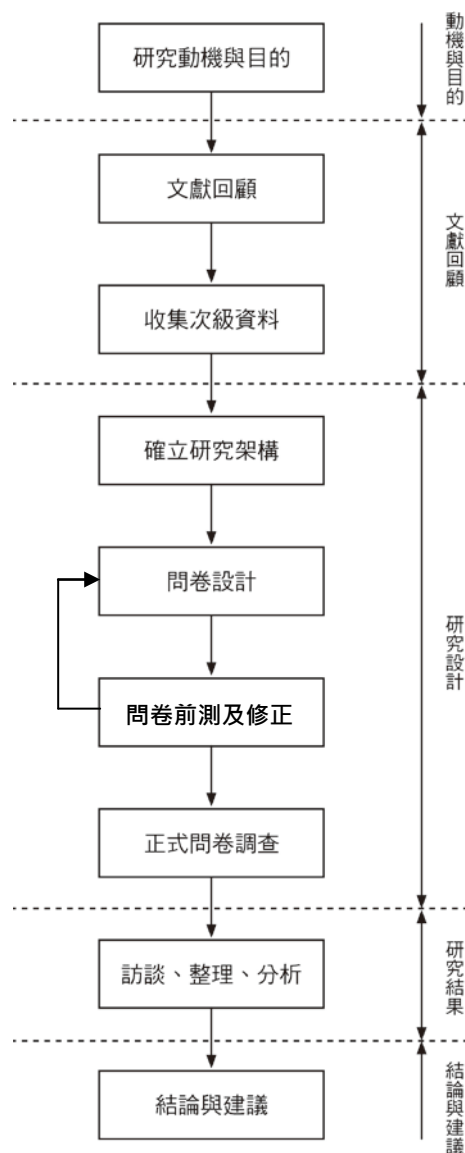 研究動機與目的
動機與目的
文獻回顧
收集次級資料
文獻回顧
確立研究架構
問卷設計
問卷前測及修正
正式問卷調查
研究設計
訪談、整理、分析
研究結果
結論與建議
結論與建議